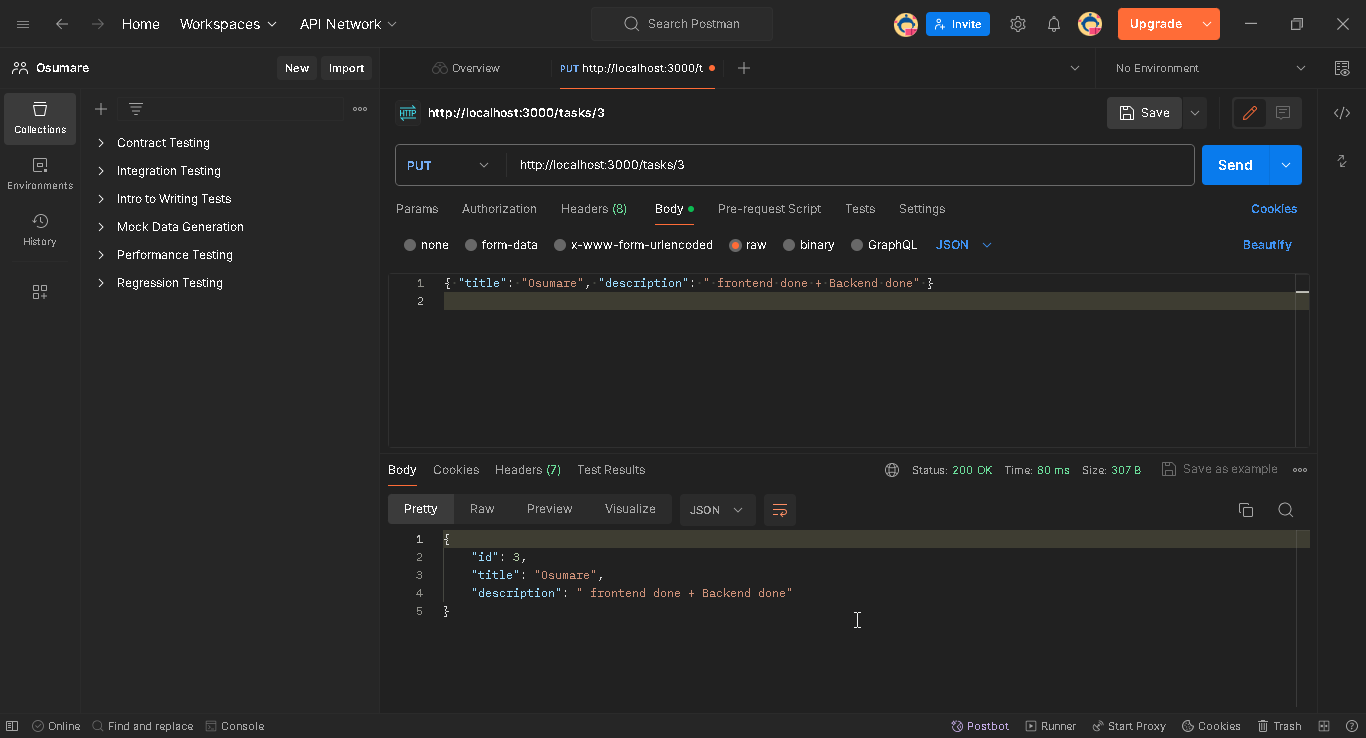 Home Workspaces API Network Search Postman Invite Upgrade
Osumare New Import Overview PUT http://localhost:3000/t No Environment
Collections
Environments
History
Contract Testing
Integration Testing
Intro to Writing Tests
Mock Data Generation
Performance Testing
Regression Testing
HTTP http://localhost:3000/tasks/3 Save
PUT http://localhost:3000/tasks/3 Send
Params Authorization Headers (8) Body Pre-request Script Tests Settings Cookies
none form-data x-www-form-urlencoded raw binary GraphQL JSON Beautify
1 { "title": "Osumare", "description": " frontend done + Backend done" }
2
Body Cookies Headers (7) Test Results Status: 200 OK Time: 80 ms Size: 307 B Save as example
Pretty Raw Preview Visualize JSON
1 {
2 "id": 3,
3 "title": "Osumare",
4 "description": " frontend done + Backend done"
5 }
Online Find and replace Console Postbot Runner Start Proxy Cookies Trash